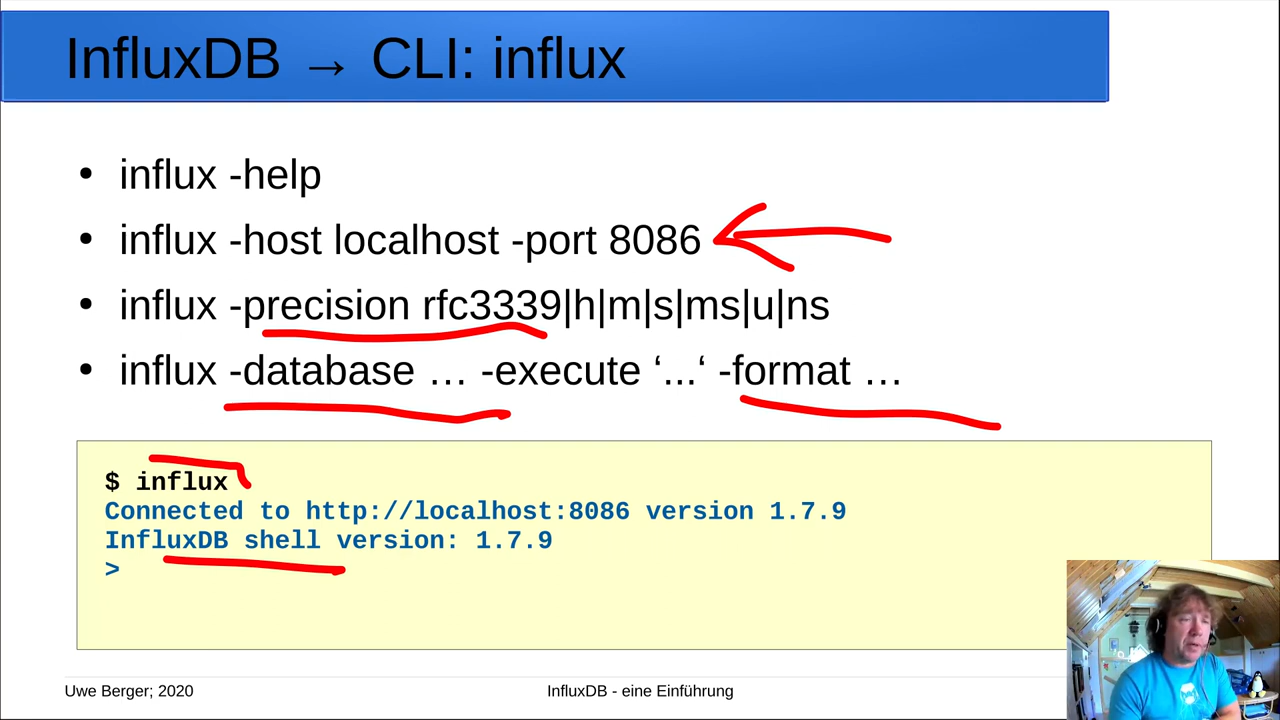 InfluxDB → CLI: influx
• influx -help
• influx -host localhost -port 8086
• influx -precision rfc3339|h|m|s|ms|u|ns
• influx -database … -execute ‘...‘ -format …
$ influx
Connected to http://localhost:8086 version 1.7.9
InfluxDB shell version: 1.7.9
>
Uwe Berger; 2020
InfluxDB - eine Einführung